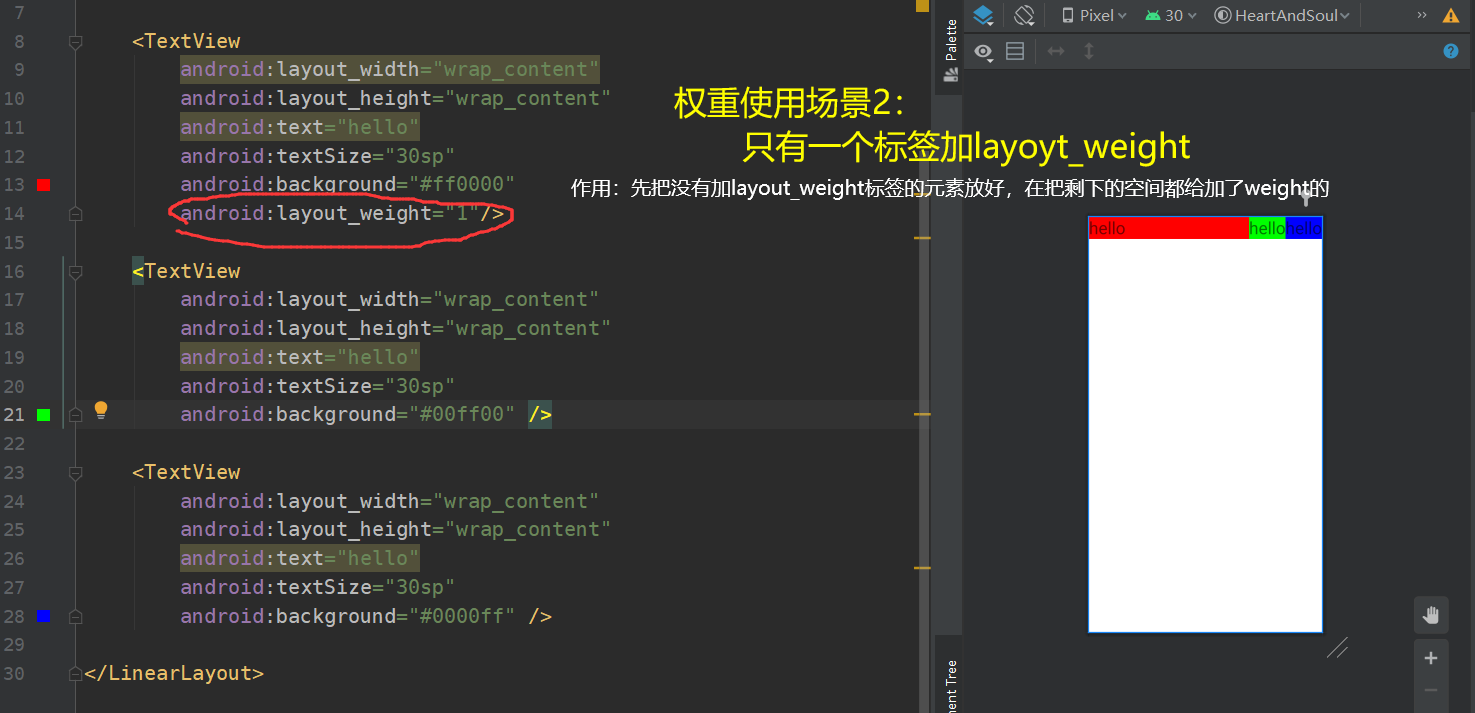 7
8 <TextView
9 android:layout_width="wrap_content"
10 android:layout_height="wrap_content"
11 android:text="hello"
12 android:textSize="30sp"
13 android:background="#ff0000"
14 android:layout_weight="1"/>
15
16 <TextView
17 android:layout_width="wrap_content"
18 android:layout_height="wrap_content"
19 android:text="hello"
20 android:textSize="30sp"
21 android:background="#00ff00" />
22
23 <TextView
24 android:layout_width="wrap_content"
25 android:layout_height="wrap_content"
26 android:text="hello"
27 android:textSize="30sp"
28 android:background="#0000ff" />
29
30 </LinearLayout>
权重使用场景2：
只有一个标签加layoyt_weight
作用：先把没有加layout_weight标签的元素放好，在把剩下的空间都给加了weight的
Palette
Pixel 30 HeartAndSoul
hello hello hello
nent Tree